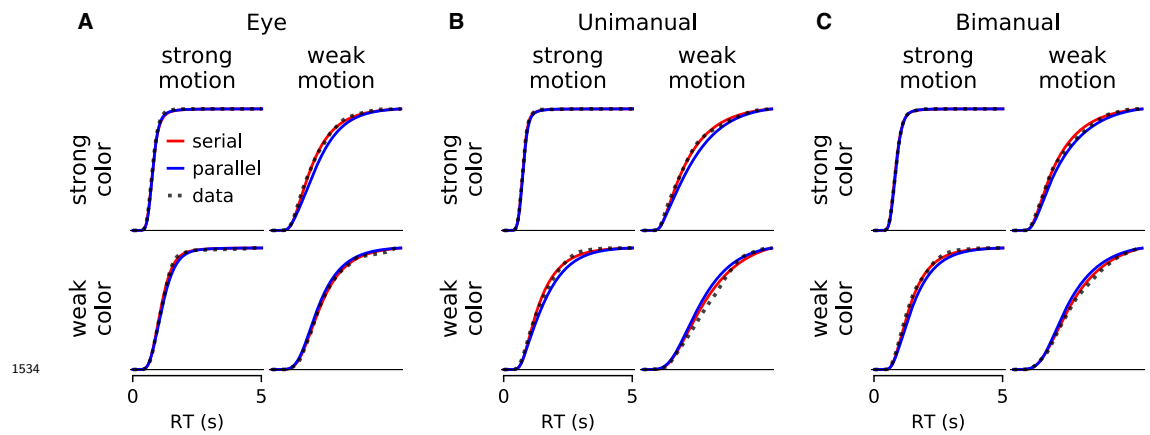 A Eye B Unimanual C Bimanual
strong motion weak motion strong motion weak motion strong motion weak motion
strong color strong color strong color
serial
parallel
data
weak color weak color weak color
1534
0 5 0 5 0 5
RT (s) RT (s) RT (s)